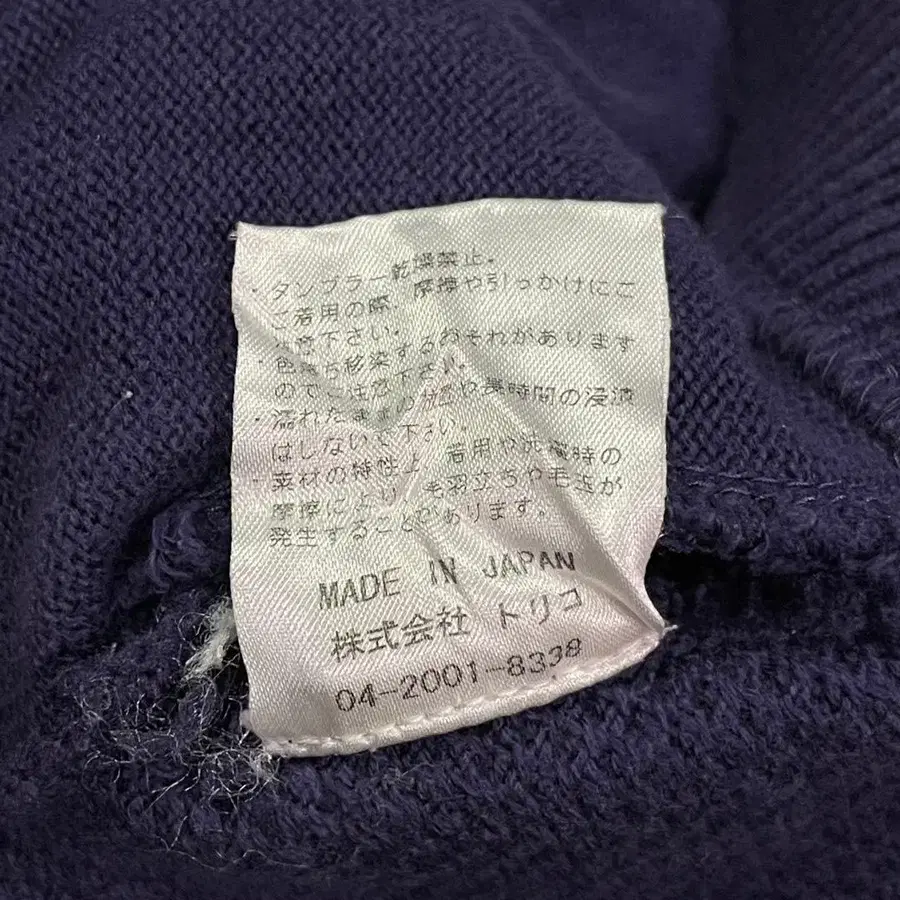 ・タンブラー乾燥禁止.
・ご着用の際、摩擦や引っかけにご
注意下さい.
・色落ち移染するおそれがあります
のでご注意下さい.
・濡れたままの放置や長時間の浸漬
はしないで下さい.
・素材の特性上 着用や洗濯時の
摩擦により 毛羽立ちや毛玉が
発生することがあります.
MADE IN JAPAN
株式会社 トリコ
04-2001-8338